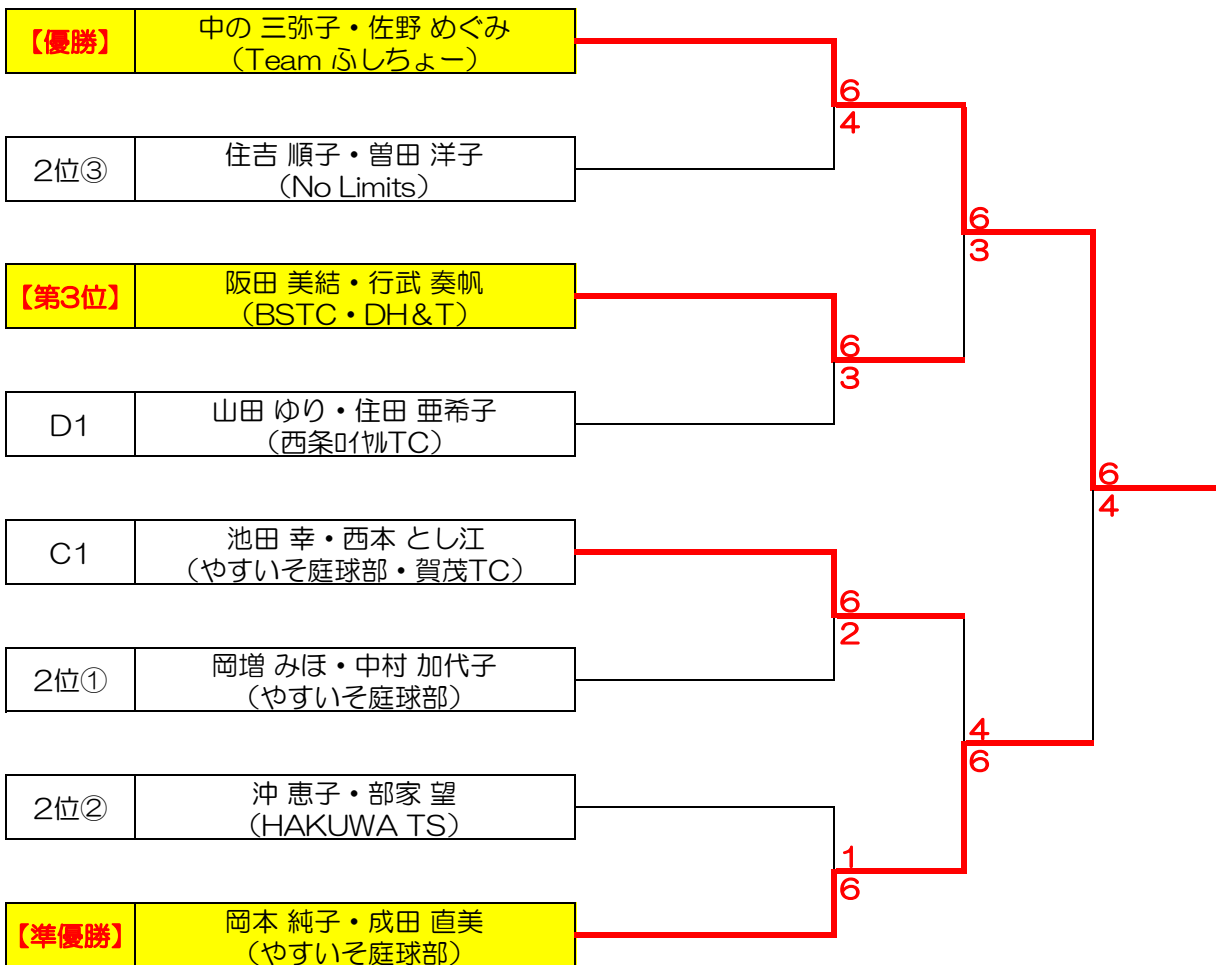 【優勝】
中の 三弥子・佐野 めぐみ
（Team ふしちょー）
6
4
2位③
住吉 順子・曽田 洋子
（No Limits）
6
3
【第3位】
阪田 美結・行武 奏帆
（BSTC・DH＆T）
6
3
D1
山田 ゆり・住田 亜希子
（西条ﾛｲﾔﾙTC）
6
4
C1
池田 幸・西本 とし江
（やすいそ庭球部・賀茂TC）
6
2
2位①
岡増 みほ・中村 加代子
（やすいそ庭球部）
4
6
2位②
沖 恵子・部家 望
（HAKUWA TS）
1
6
【準優勝】
岡本 純子・成田 直美
（やすいそ庭球部）